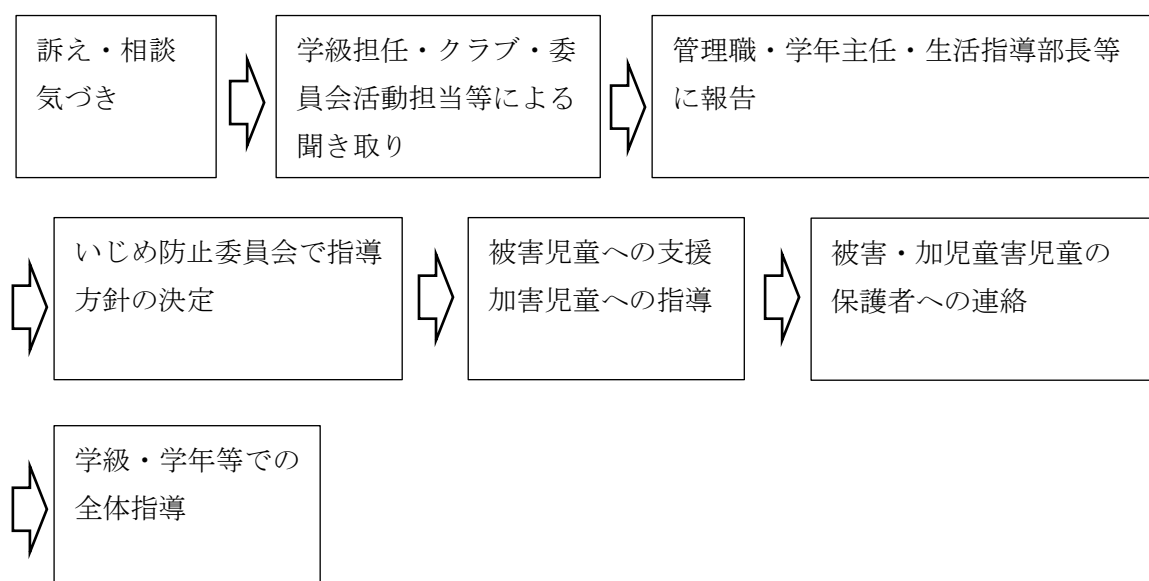 訴え・相談
気づき
学級担任・クラブ・委
員会活動担当等による
聞き取り
管理職・学年主任・生活指導部長等
に報告
いじめ防止委員会で指導
方針の決定
被害児童への支援
加害児童への指導
被害・加児童害児童の
保護者への連絡
学級・学年等での
全体指導